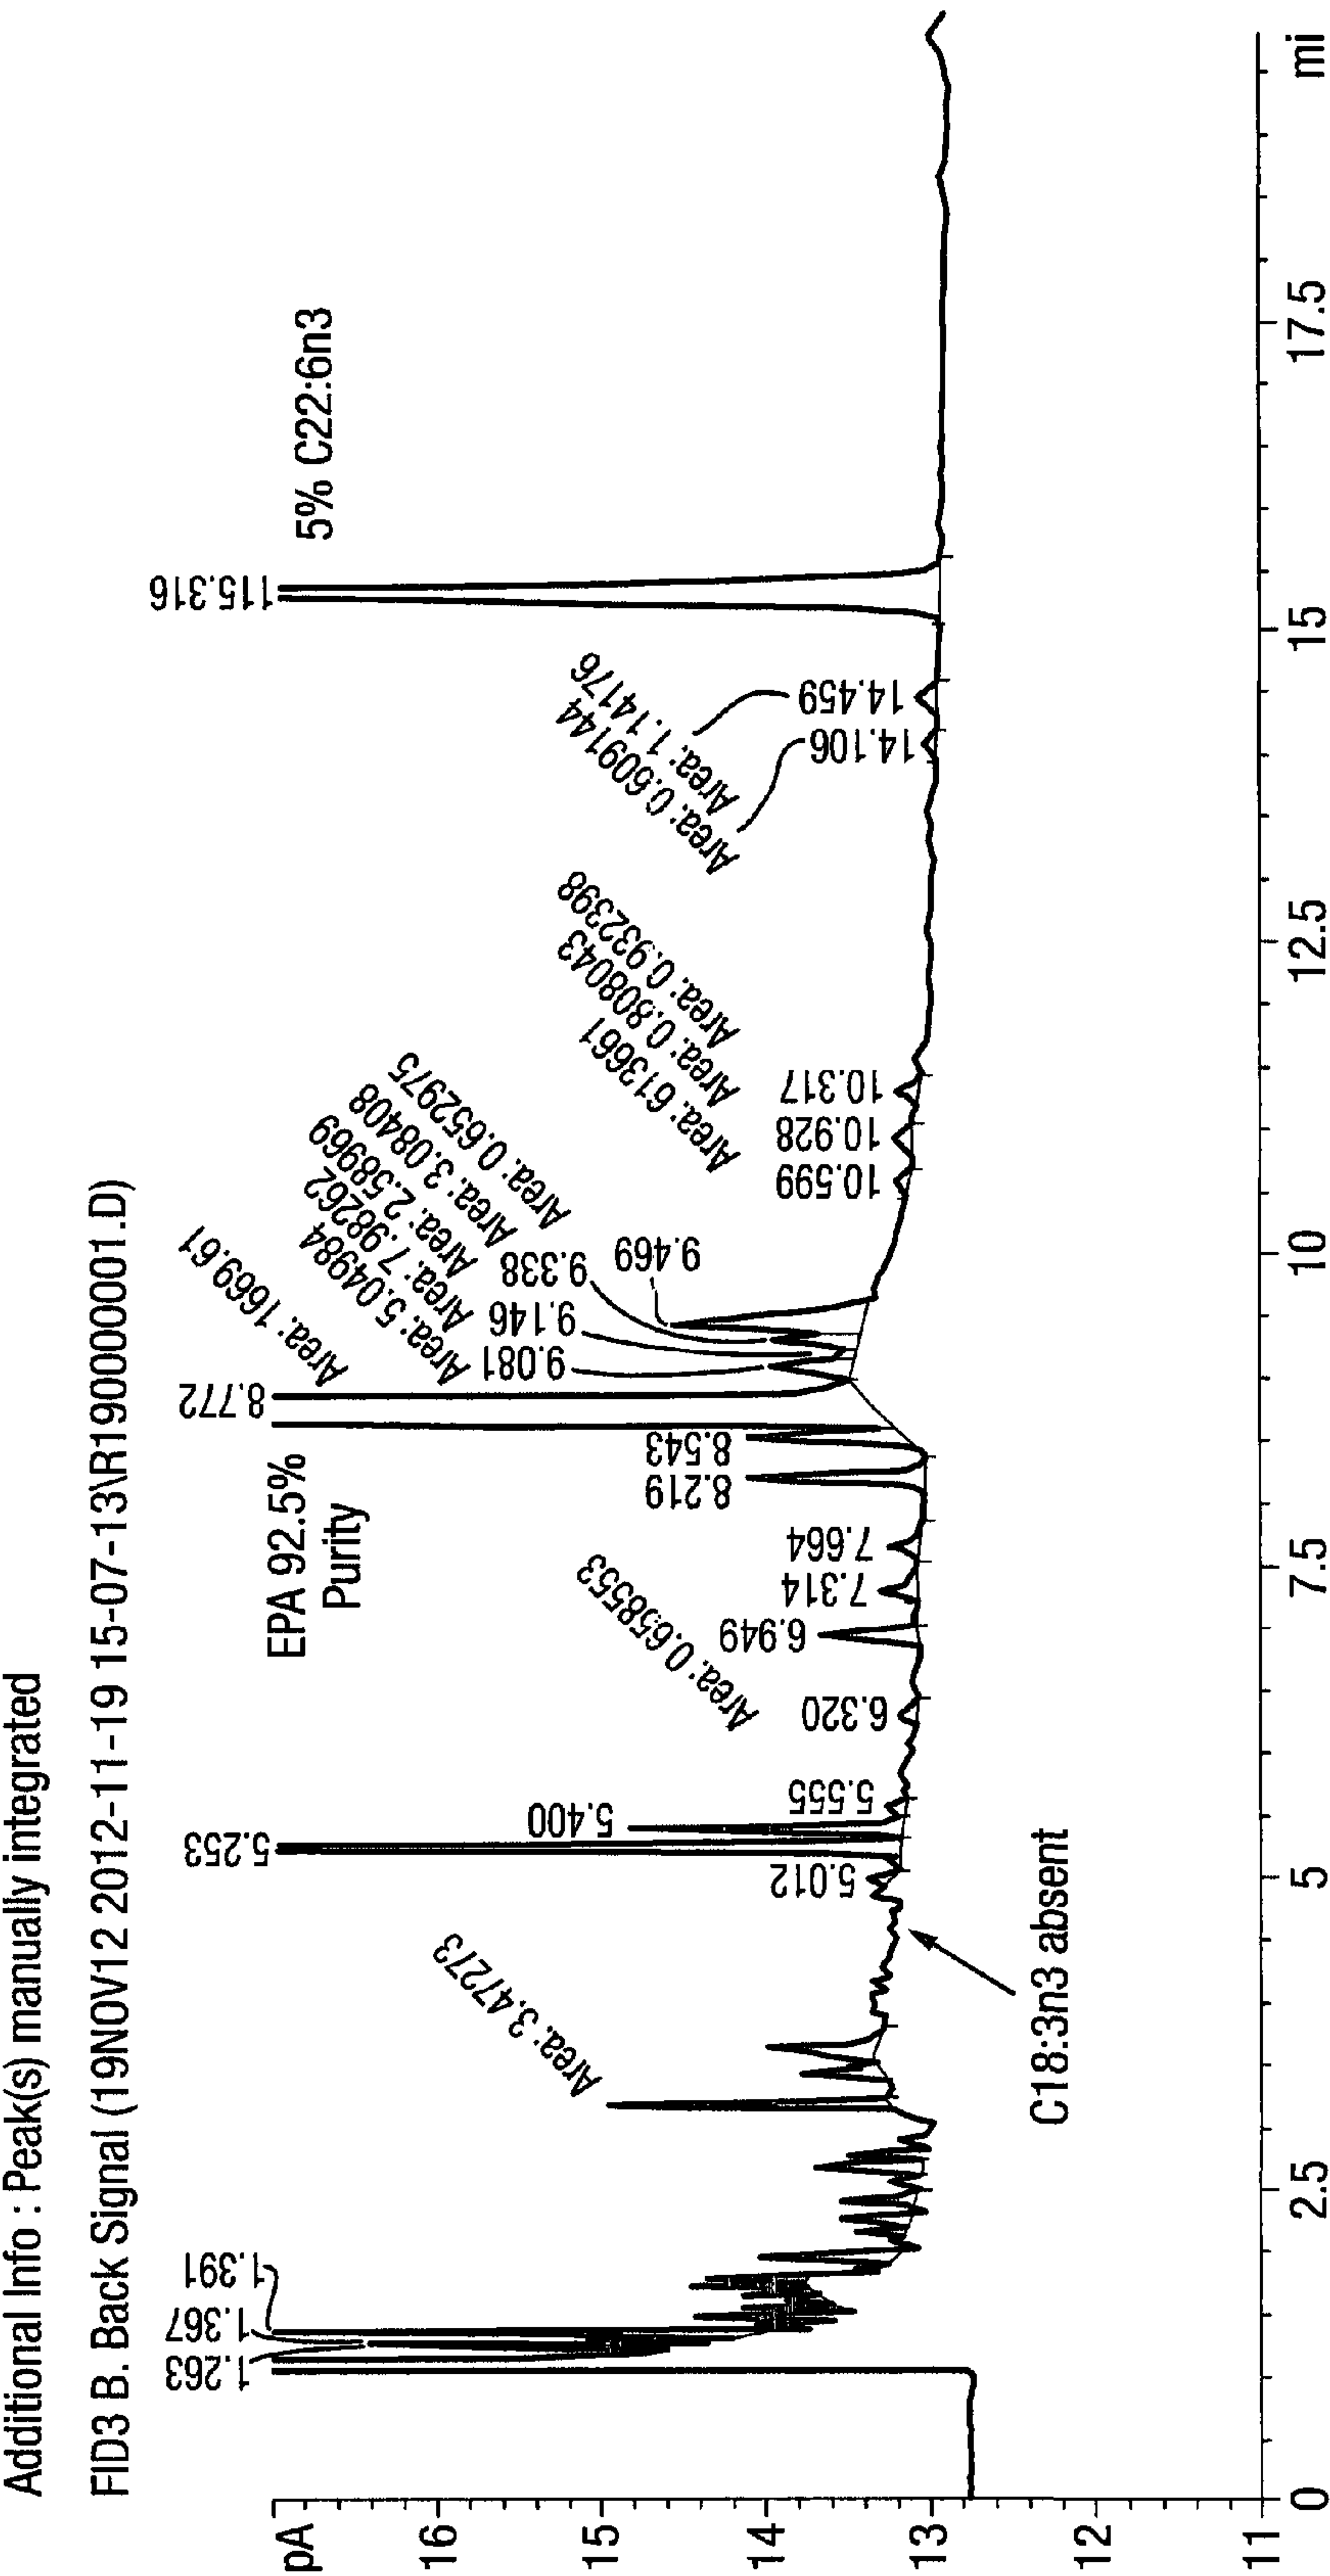 Additional Info : Peak(s) manually integrated
FID3 B. Back Signal (19NOV12 2012-11-19 15-07-13\R19000001.D)
pA
16
15
14
13
12
11
1.263
1.367
1.391
Area: 3.47273
C18:3n3 absent
5.012
5.253
5.400
5.555
6.320
Area: 0.658553
6.949
7.314
7.664
EPA 92.5%
Purity
8.219
8.543
8.772
Area: 1669.61
Area: 5.04984
Area: 7.98262
Area: 2.58969
Area: 3.08408
Area: 0.652975
9.081
9.146
9.338
9.469
Area: 613661
Area: 0.808043
Area: 0.932398
10.599
10.928
10.317
Area: 0.609144
Area: 1.14176
14.106
14.459
115.316
5% C22:6n3
0
2.5
5
7.5
10
12.5
15
17.5
mi